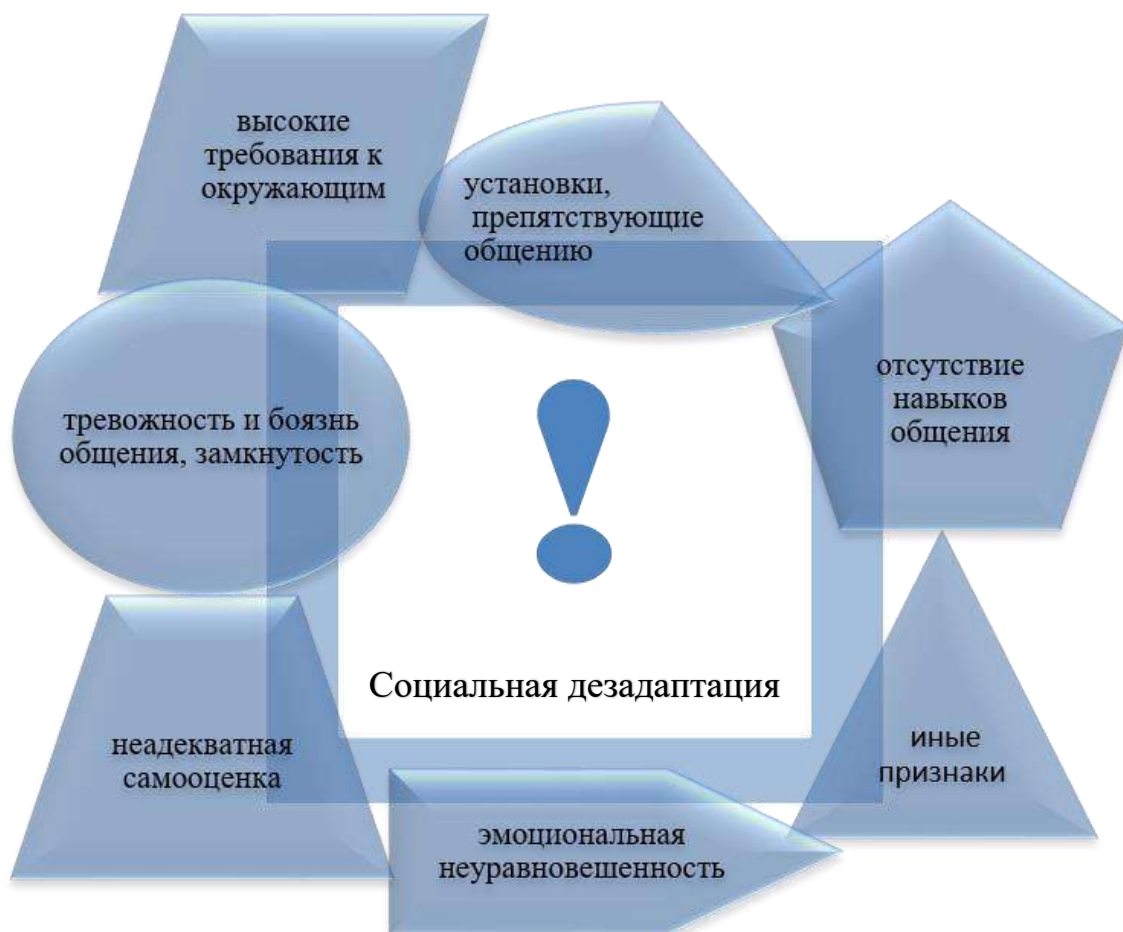 высокие
требования к
окружающим
установки,
препятствующие
общению
отсутствие
навыков
общения
тревожность и боязнь
общения, замкнутость
!
Социальная дезадаптация
неадекватная
самооценка
иные
признаки
эмоциональная
неуравновешенность